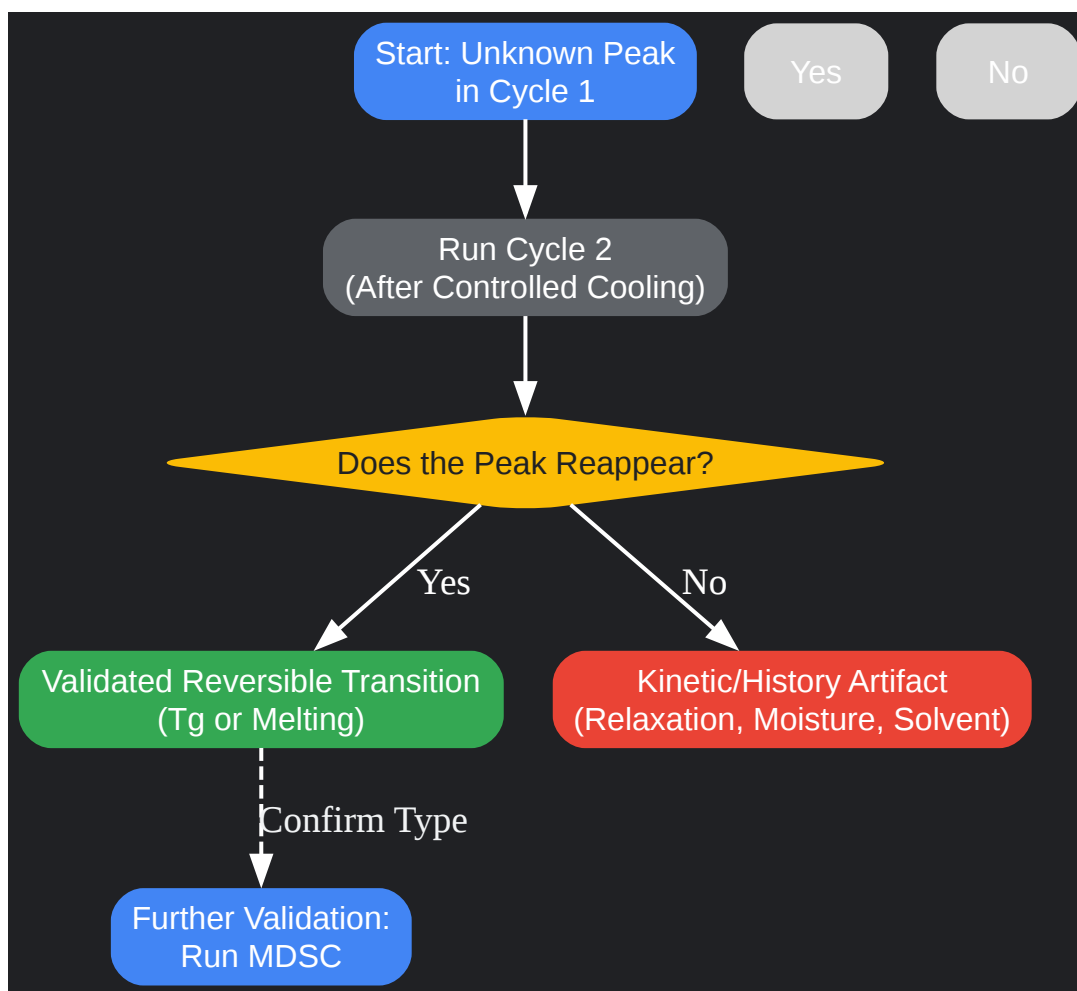 Start: Unknown Peak
in Cycle 1
Yes
No
Run Cycle 2
(After Controlled Cooling)
Does the Peak Reappear?
Yes
No
Validated Reversible Transition
(Tg or Melting)
Kinetic/History Artifact
(Relaxation, Moisture, Solvent)
Confirm Type
Further Validation:
Run MDSC